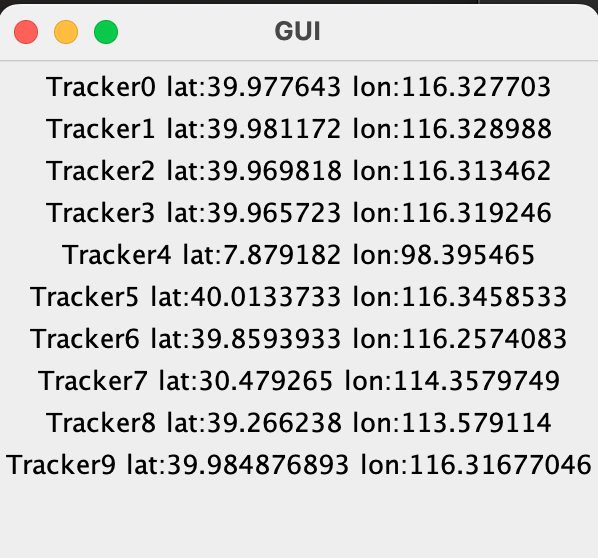 GUI
Tracker0 lat:39.977643 lon:116.327703
Tracker1 lat:39.981172 lon:116.328988
Tracker2 lat:39.969818 lon:116.313462
Tracker3 lat:39.965723 lon:116.319246
Tracker4 lat:7.879182 lon:98.395465
Tracker5 lat:40.0133733 lon:116.3458533
Tracker6 lat:39.8593933 lon:116.2574083
Tracker7 lat:30.479265 lon:114.3579749
Tracker8 lat:39.266238 lon:113.579114
Tracker9 lat:39.984876893 lon:116.31677046